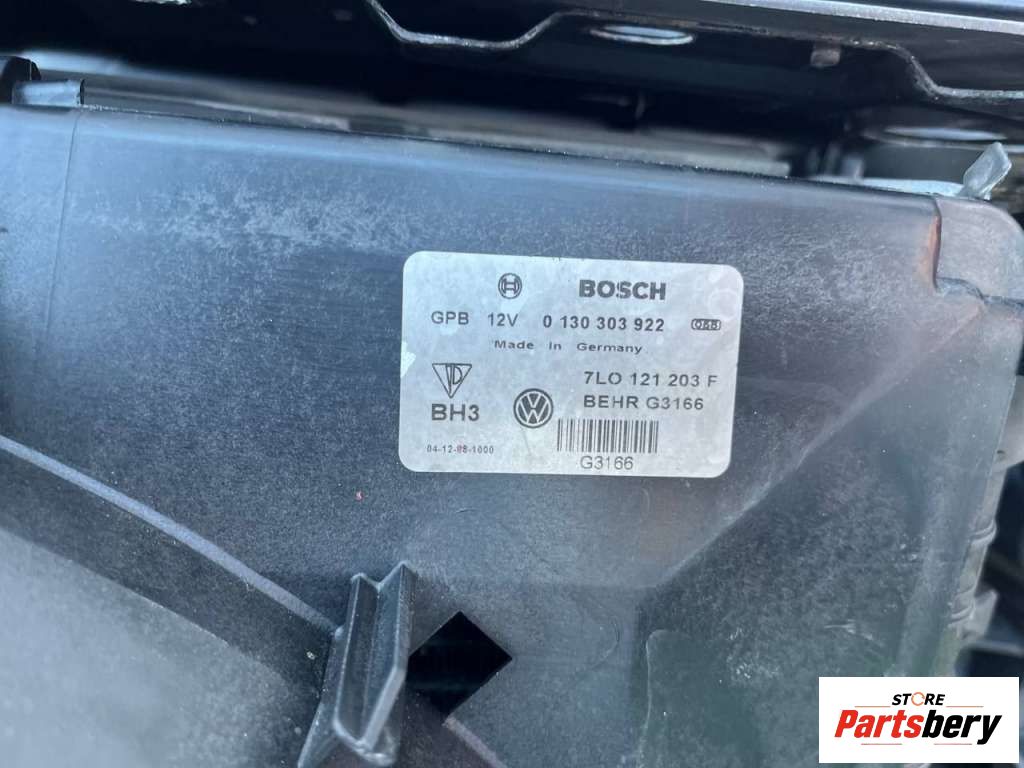 BOSCH
GPB 12V 0 130 303 922
Made in Germany
7LO 121 203 F
BH3
BEHR G3166
04-12-08-1000
G3166
STORE
Partsbery